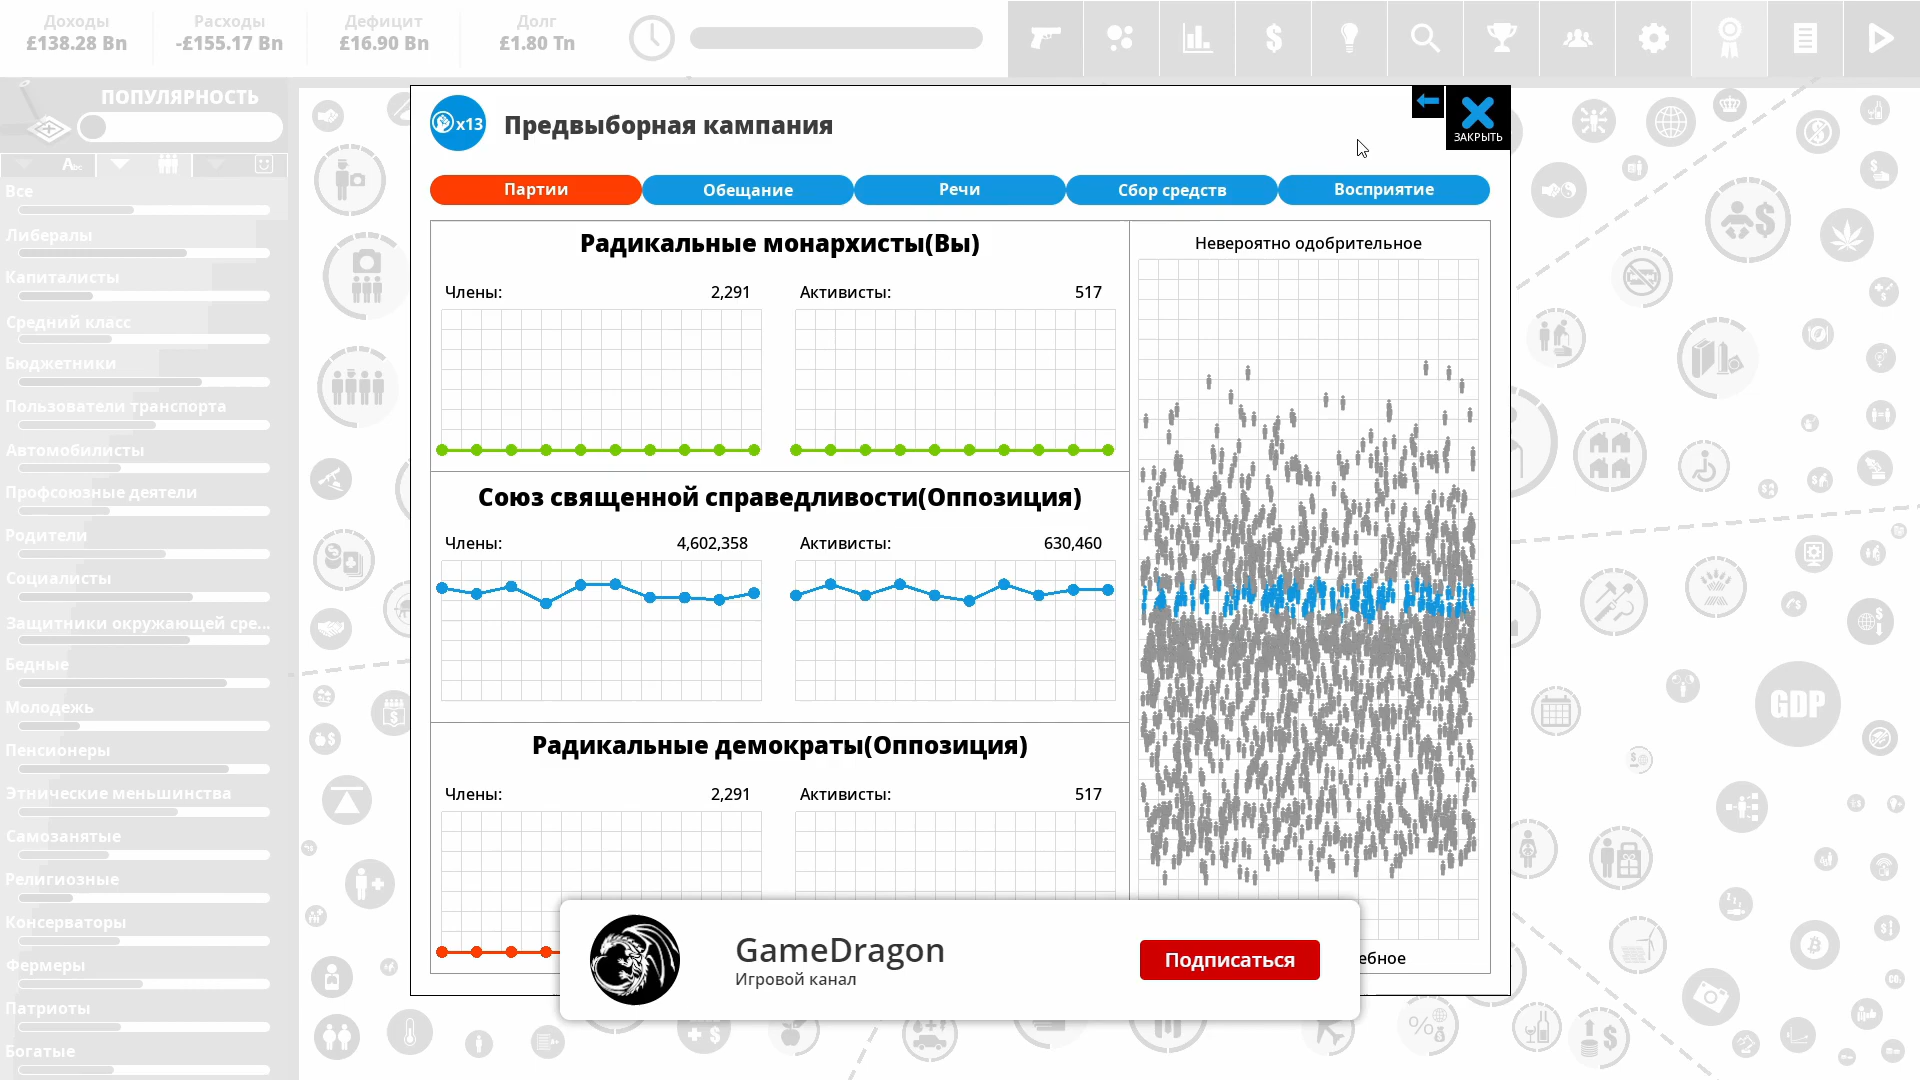 Доходы
£138.28 Bn
Расходы
-£155.17 Bn
Дефицит
£16.90 Bn
Долг
£1.80 Tn
ПОПУЛЯРНОСТЬ
Все
Либералы
Капиталисты
Средний класс
Бюджетники
Пользователи транспорта
Автомобилисты
Профсоюзные деятели
Родители
Социалисты
Защитники окружающей сре...
Бедные
Молодежь
Пенсионеры
Этнические меньшинства
Самозанятые
Религиозные
Консерваторы
Фермеры
Патриоты
Богатые
x13
Предвыборная кампания
ЗАКРЫТЬ
Партии
Обещание
Речи
Сбор средств
Восприятие
Радикальные монархисты(Вы)
Члены: 2,291
Активисты: 517
Союз священной справедливости(Оппозиция)
Члены: 4,602,358
Активисты: 630,460
Радикальные демократы(Оппозиция)
Члены: 2,291
Активисты: 517
Невероятно одобрительное
ебное
GDP
GameDragon
Игровой канал
Подписаться